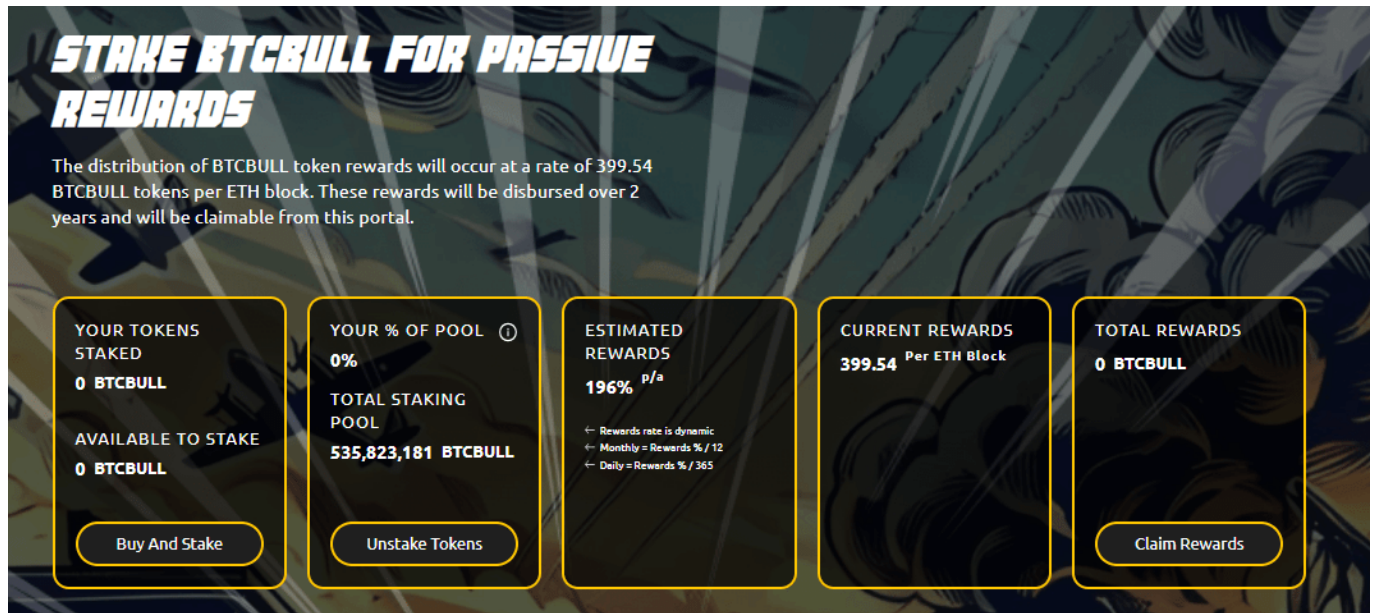 STAKE BTCBULL FOR PASSIVE
REWARDS
The distribution of BTCBULL token rewards will occur at a rate of 399.54
BTCBULL tokens per ETH block. These rewards will be disbursed over 2
years and will be claimable from this portal.
YOUR TOKENS
STAKED
0 BTCBULL
AVAILABLE TO STAKE
0 BTCBULL
Buy And Stake
YOUR % OF POOL
0%
TOTAL STAKING
POOL
535,823,181 BTCBULL
Unstake Tokens
ESTIMATED
REWARDS
196% p/a
← Rewards rate is dynamic
← Monthly = Rewards % / 12
← Daily = Rewards % / 365
CURRENT REWARDS
399.54 Per ETH Block
TOTAL REWARDS
0 BTCBULL
Claim Rewards